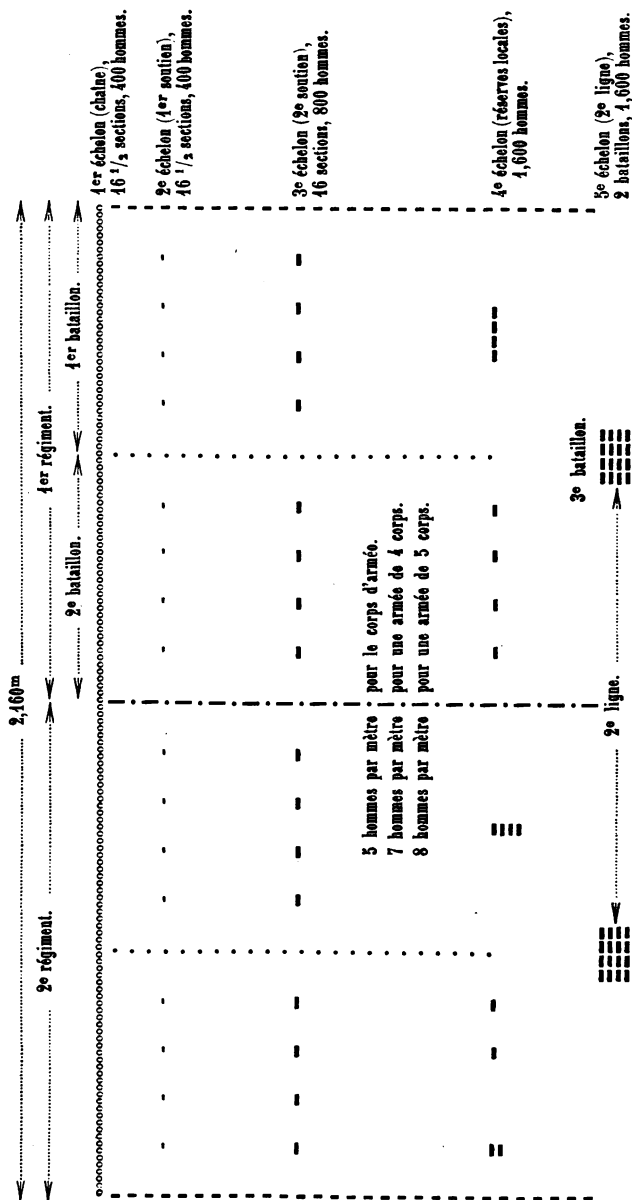 2,160m
2e régiment.
1er régiment.
2e bataillon.
1er bataillon.
1er échelon (chaîne),
16 1/2 sections, 400 hommes.
2e échelon (1er soutien),
16 1/2 sections, 400 hommes.
3e échelon (2e soutien),
16 sections, 800 hommes.
5 hommes par mètre pour le corps d'armée.
7 hommes par mètre pour une armée de 4 corps.
8 hommes par mètre pour une armée de 5 corps.
4e échelon (réserves locales),
1,600 hommes.
3e bataillon.
2e ligne.
5e échelon (2e ligne),
2 bataillons, 1,600 hommes.